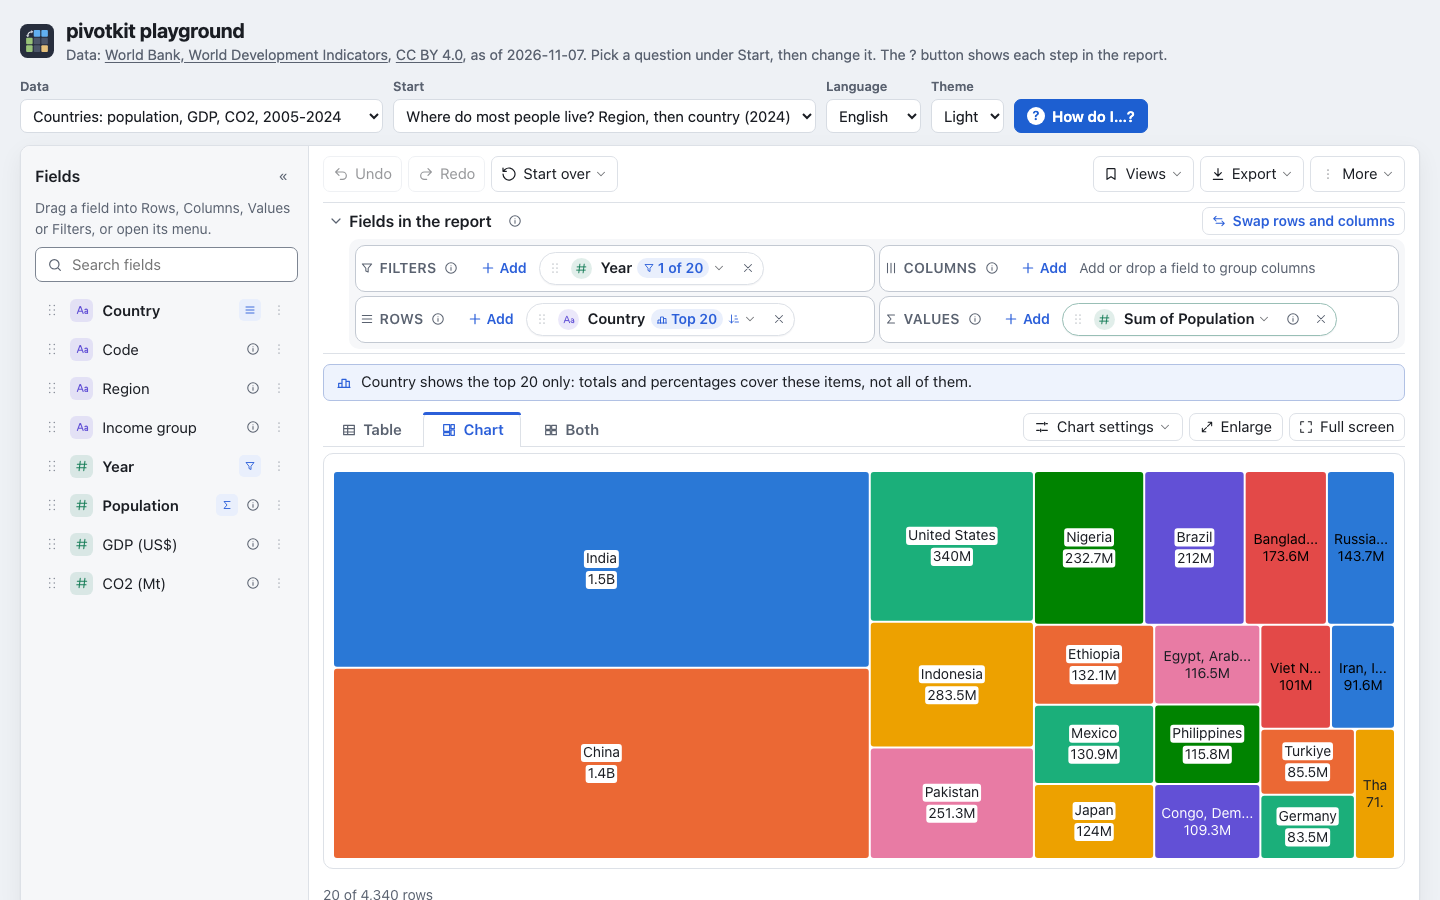 pivotkit playground
Data: World Bank, World Development Indicators, CC BY 4.0, as of 2026-11-07. Pick a question under Start, then change it. The ? button shows each step in the report.
Data
Start
Language
Theme
Countries: population, GDP, CO2, 2005-2024
Where do most people live? Region, then country (2024)
English
Light
? How do I...?
Fields
«
Drag a field into Rows, Columns, Values
or Filters, or open its menu.
Search fields
Aa Country
Aa Code
Aa Region
Aa Income group
# Year
# Population Σ
# GDP (US$)
# CO2 (Mt)
Undo
Redo
Start over
Views
Export
More
Fields in the report
Swap rows and columns
FILTERS
+ Add
# Year
1 of 20
COLUMNS
+ Add
Add or drop a field to group columns
ROWS
+ Add
Aa Country
Top 20
Σ VALUES
+ Add
# Sum of Population
Country shows the top 20 only: totals and percentages cover these items, not all of them.
Table
Chart
Both
Chart settings
Enlarge
Full screen
India
1.5B
China
1.4B
United States
340M
Indonesia
283.5M
Pakistan
251.3M
Nigeria
232.7M
Brazil
212M
Banglad...
173.6M
Russia...
143.7M
Ethiopia
132.1M
Mexico
130.9M
Japan
124M
Egypt, Arab...
116.5M
Philippines
115.8M
Congo, Dem...
109.3M
Viet N...
101M
Iran, I...
91.6M
Turkiye
85.5M
Germany
83.5M
Tha
71.
20 of 4,340 rows